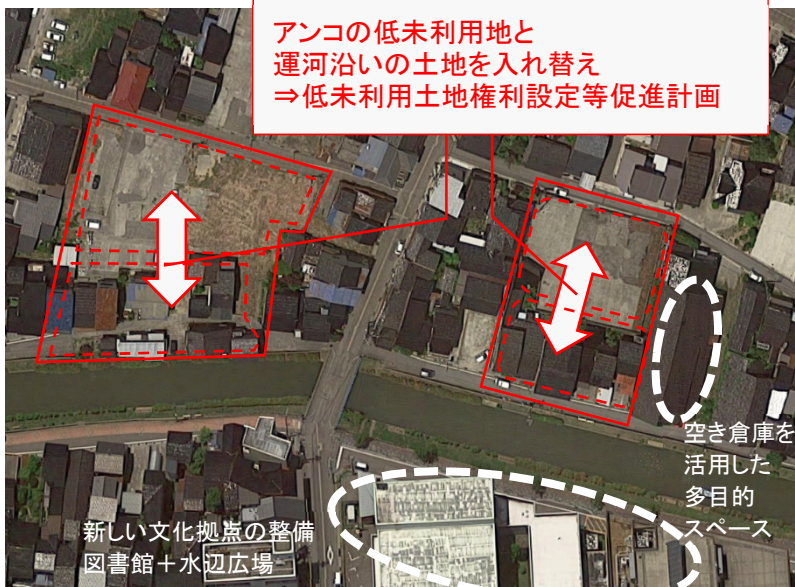 アンコの低未利用地と
運河沿いの土地を入れ替え
⇒低未利用土地権利設定等促進計画
空き倉庫を
活用した
多目的
スペース
新しい文化拠点の整備
図書館＋水辺広場